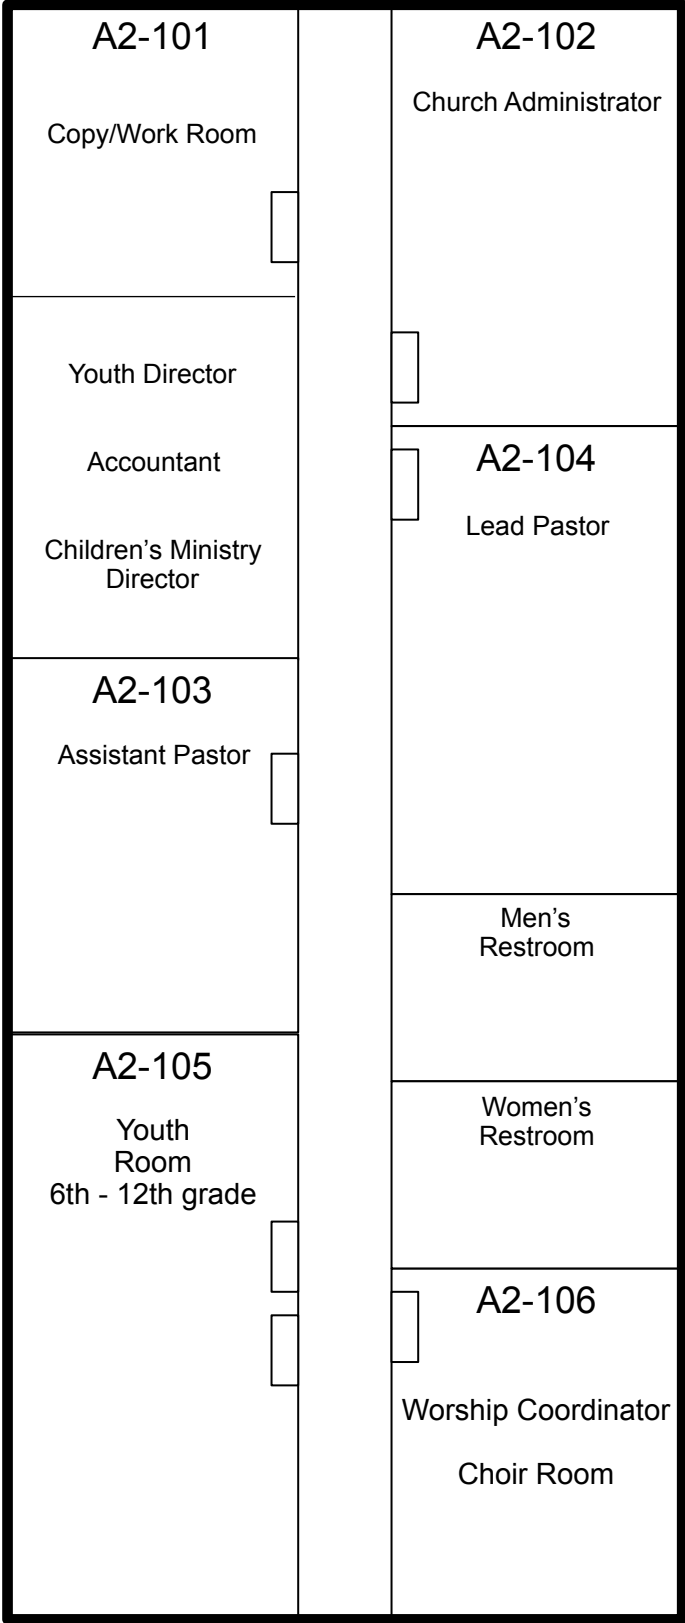 A2-101
Copy/Work Room
Youth Director
Accountant
Children’s Ministry
Director
A2-103
Assistant Pastor
A2-105
Youth
Room
6th - 12th grade
A2-102
Church Administrator
A2-104
Lead Pastor
Men’s
Restroom
Women’s
Restroom
A2-106
Worship Coordinator
Choir Room